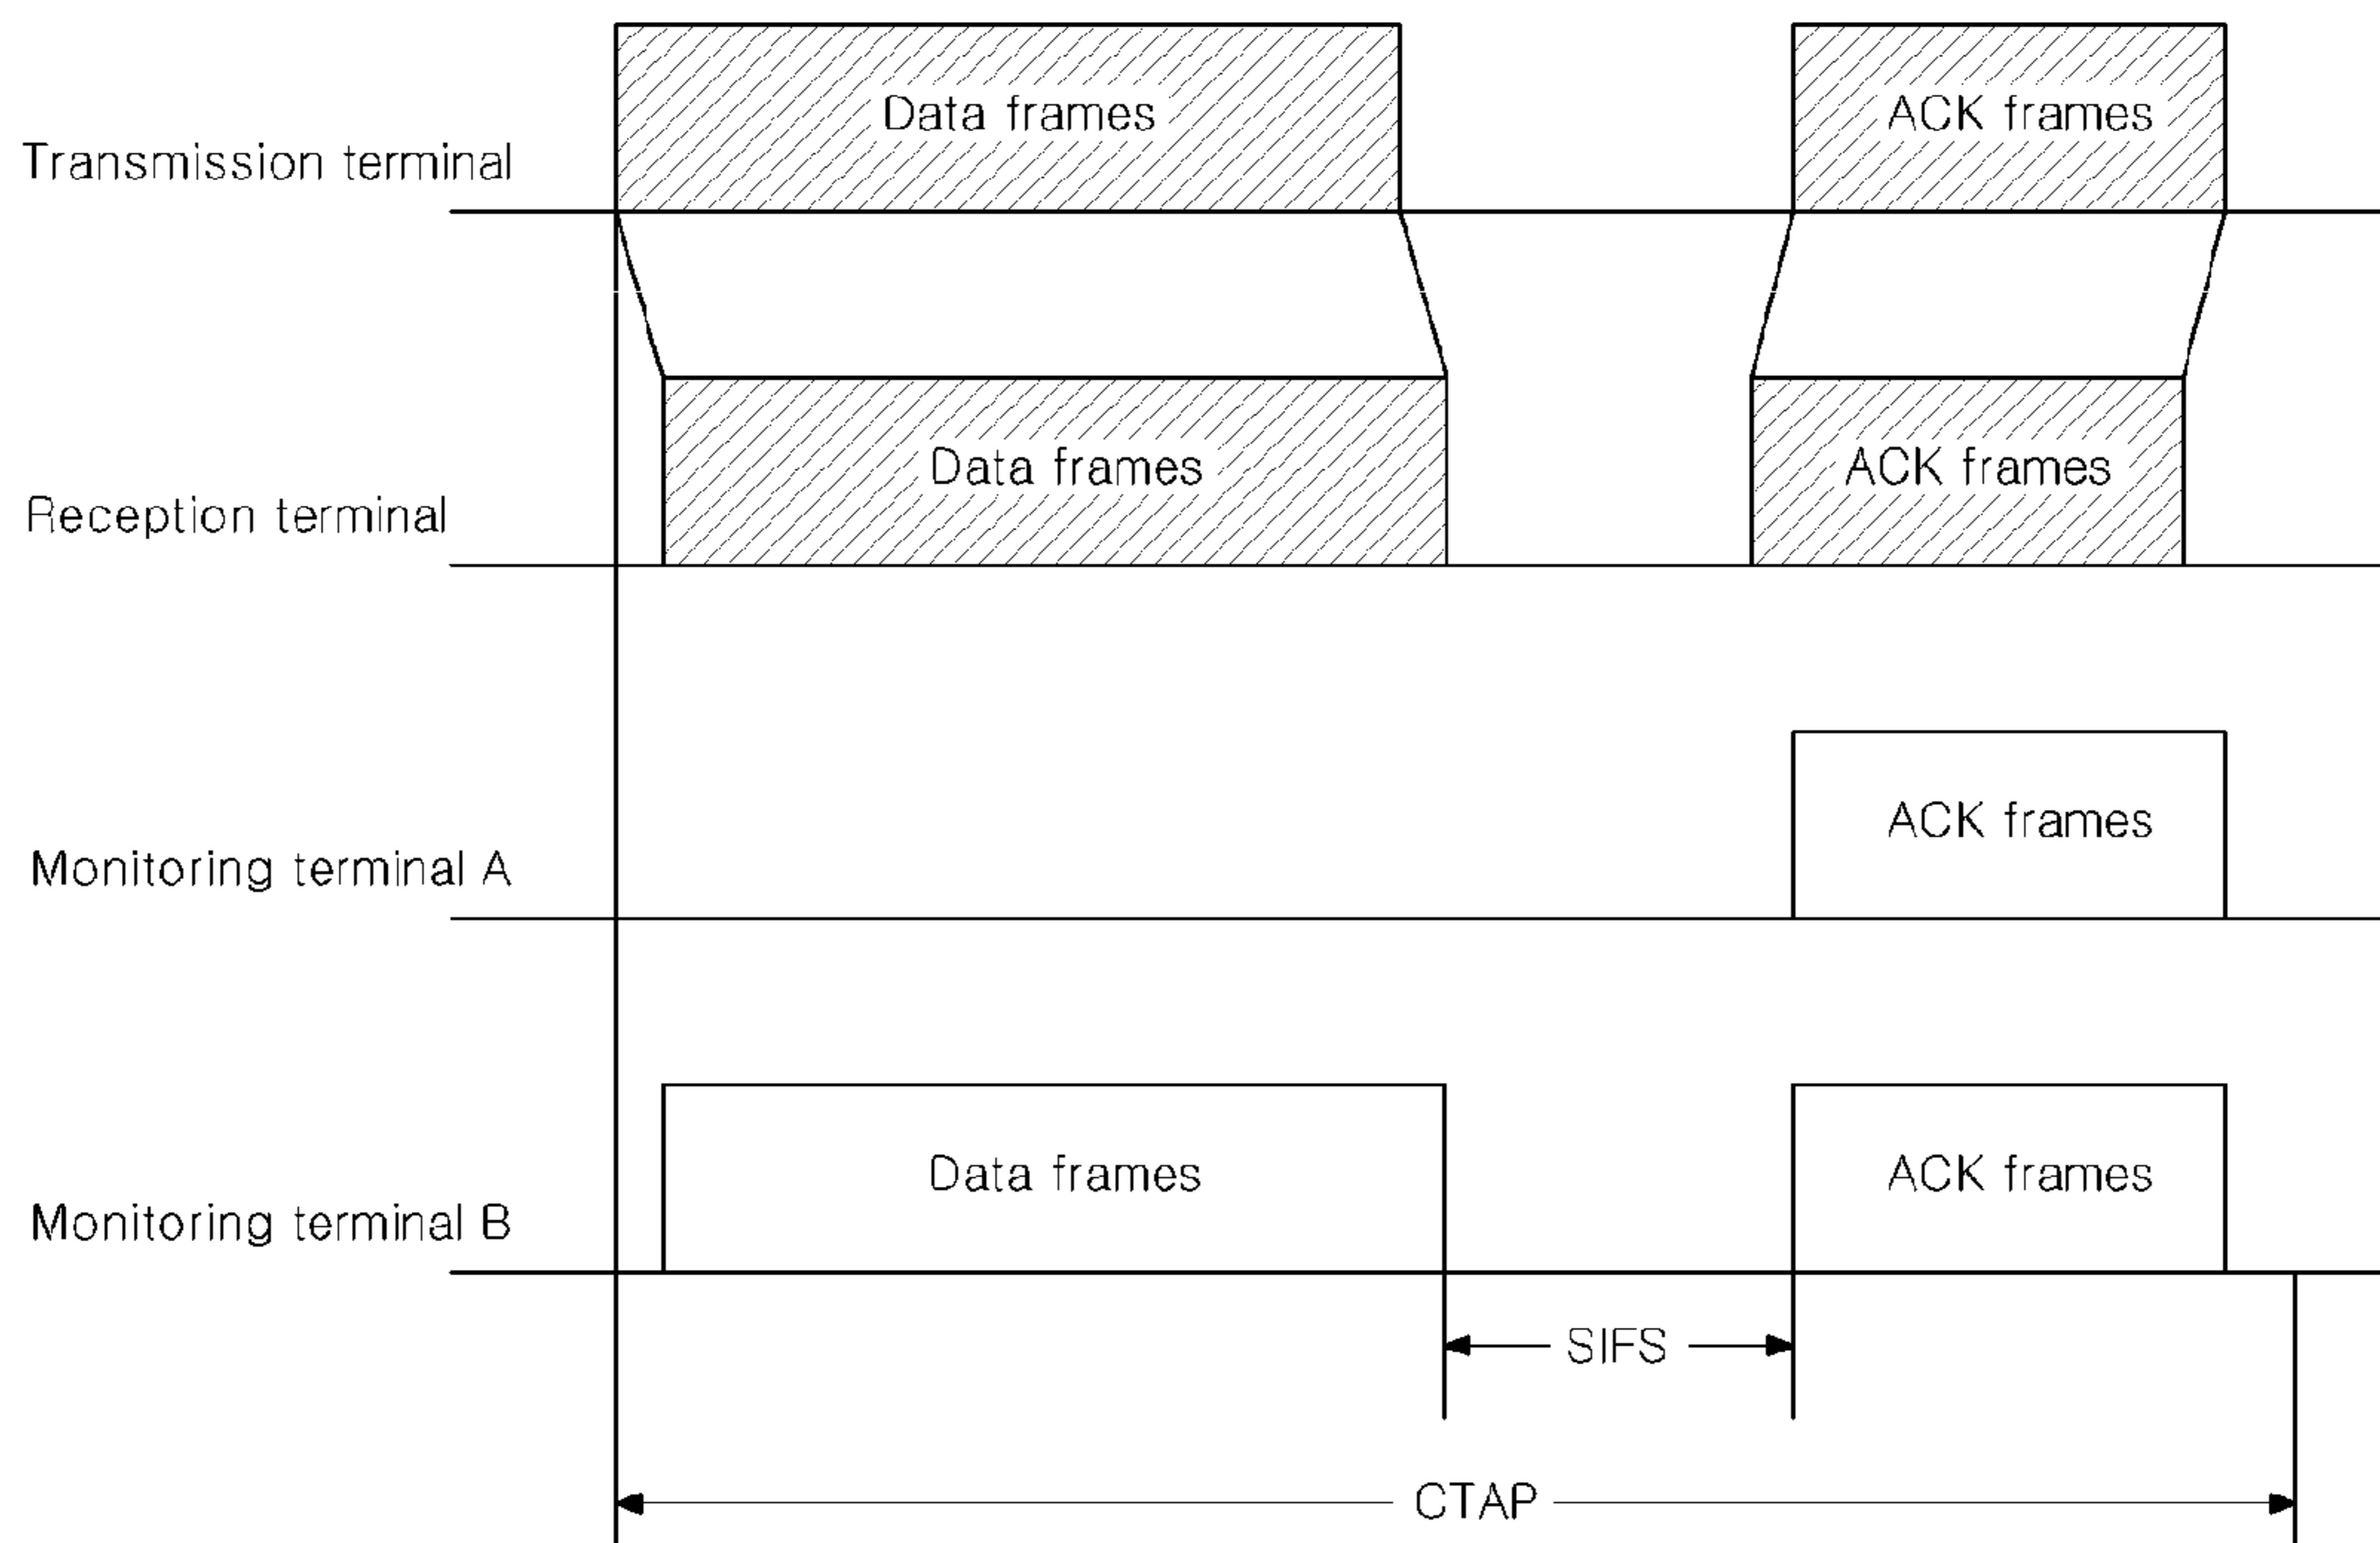 Data frames
ACK frames
Transmission terminal
Data frames
ACK frames
Reception terminal
ACK frames
Monitoring terminal A
Data frames
ACK frames
Monitoring terminal B
SIFS
CTAP